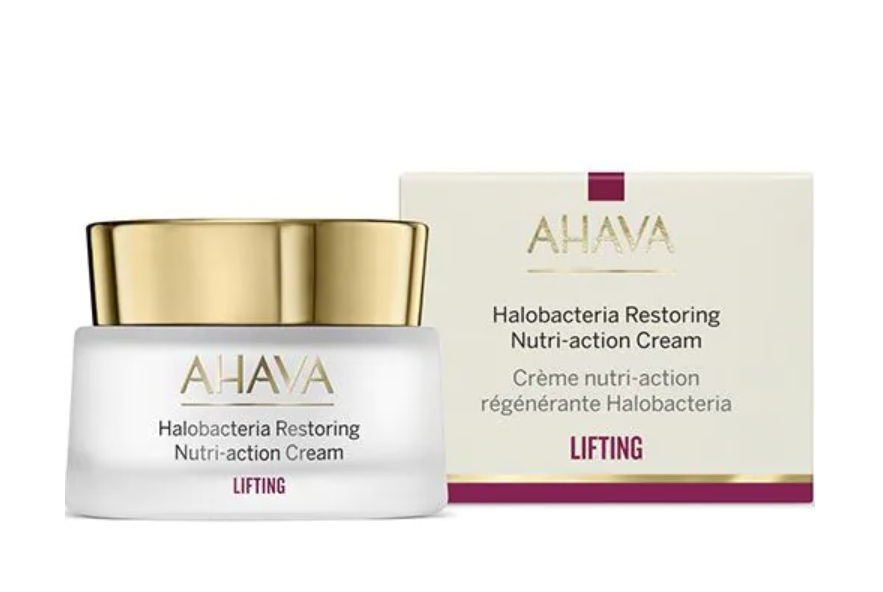 AHAVA
Halobacteria Restoring
Nutri-action Cream
LIFTING
AHAVA
Halobacteria Restoring
Nutri-action Cream
Crème nutri-action
régénérante Halobacteria
LIFTING